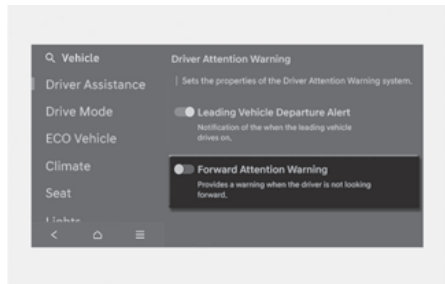 Vehicle
Driver Assistance
Drive Mode
ECO Vehicle
Climate
Seat
Lights
Driver Attention Warning
Sets the properties of the Driver Attention Warning system.
Leading Vehicle Departure Alert
Notification of the when the leading vehicle
drives on.
Forward Attention Warning
Provides a warning when the driver is not looking
forward.